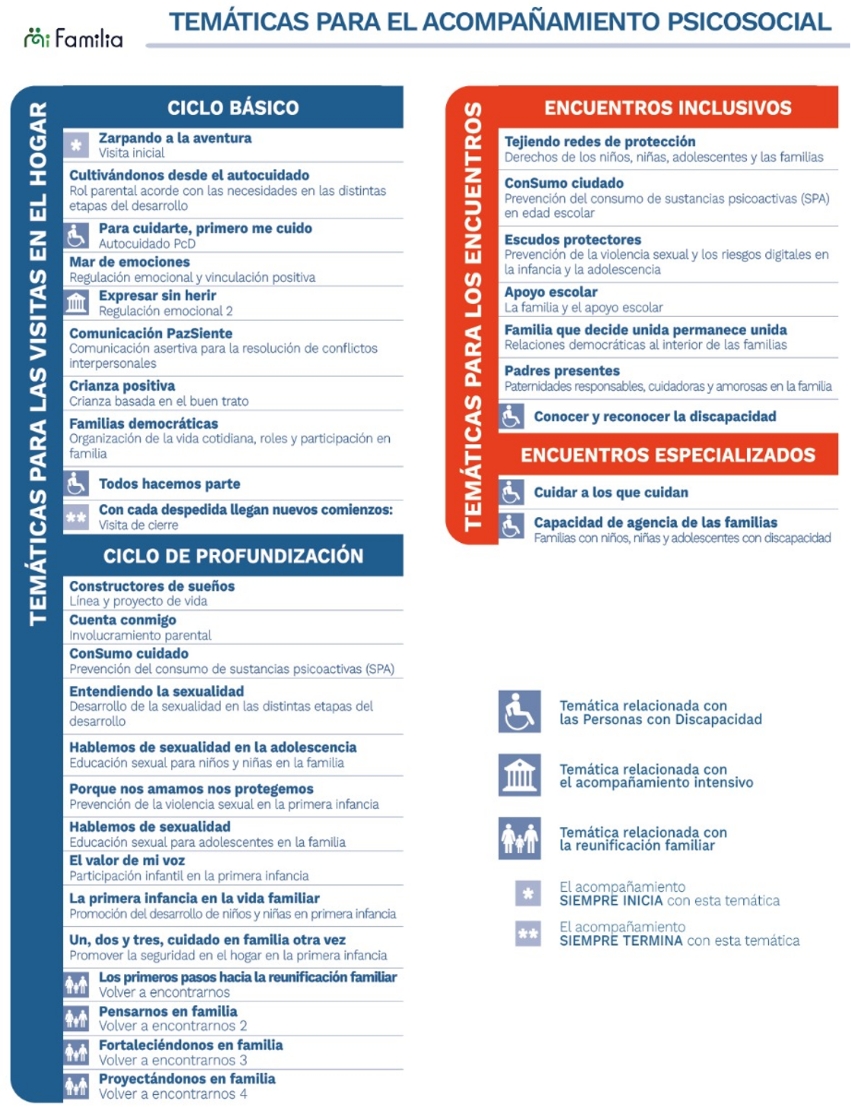 mi Familia
TEMÁTICAS PARA EL ACOMPAÑAMIENTO PSICOSOCIAL
TEMÁTICAS PARA LAS VISITAS EN EL HOGAR
CICLO BÁSICO
*
Zarpando a la aventura
Visita inicial
Cultivándonos desde el autocuidado
Rol parental acorde con las necesidades en las distintas
etapas del desarrollo
Para cuidarte, primero me cuido
Autocuidado PcD
Mar de emociones
Regulación emocional y vinculación positiva
Expresar sin herir
Regulación emocional 2
Comunicación PazSiente
Comunicación asertiva para la resolución de conflictos
interpersonales
Crianza positiva
Crianza basada en el buen trato
Familias democráticas
Organización de la vida cotidiana, roles y participación en
familia
Todos hacemos parte
**
Con cada despedida llegan nuevos comienzos:
Visita de cierre
CICLO DE PROFUNDIZACIÓN
Constructores de sueños
Línea y proyecto de vida
Cuenta conmigo
Involucramiento parental
ConSumo cuidado
Prevención del consumo de sustancias psicoactivas (SPA)
Entendiendo la sexualidad
Desarrollo de la sexualidad en las distintas etapas del
desarrollo
Hablemos de sexualidad en la adolescencia
Educación sexual para niños y niñas en la familia
Porque nos amamos nos protegemos
Prevención de la violencia sexual en la primera infancia
Hablemos de sexualidad
Educación sexual para adolescentes en la familia
El valor de mi voz
Participación infantil en la primera infancia
La primera infancia en la vida familiar
Promoción del desarrollo de niños y niñas en primera infancia
Un, dos y tres, cuidado en familia otra vez
Promover la seguridad en el hogar en la primera infancia
Los primeros pasos hacia la reunificación familiar
Volver a encontrarnos
Pensarnos en familia
Volver a encontrarnos 2
Fortaleciéndonos en familia
Volver a encontrarnos 3
Proyectándonos en familia
Volver a encontrarnos 4
TEMÁTICAS PARA LOS ENCUENTROS
ENCUENTROS INCLUSIVOS
Tejiendo redes de protección
Derechos de los niños, niñas, adolescentes y las familias
ConSumo ciudado
Prevención del consumo de sustancias psicoactivas (SPA)
en edad escolar
Escudos protectores
Prevención de la violencia sexual y los riesgos digitales en
la infancia y la adolescencia
Apoyo escolar
La familia y el apoyo escolar
Familia que decide unida permanece unida
Relaciones democráticas al interior de las familias
Padres presentes
Paternidades responsables, cuidadoras y amorosas en la familia
Conocer y reconocer la discapacidad
ENCUENTROS ESPECIALIZADOS
Cuidar a los que cuidan
Capacidad de agencia de las familias
Familias con niños, niñas y adolescentes con discapacidad
Temática relacionada con
las Personas con Discapacidad
Temática relacionada con
el acompañamiento intensivo
Temática relacionada con
la reunificación familiar
*
El acompañamiento
SIEMPRE INICIA con esta temática
**
El acompañamiento
SIEMPRE TERMINA con esta temática